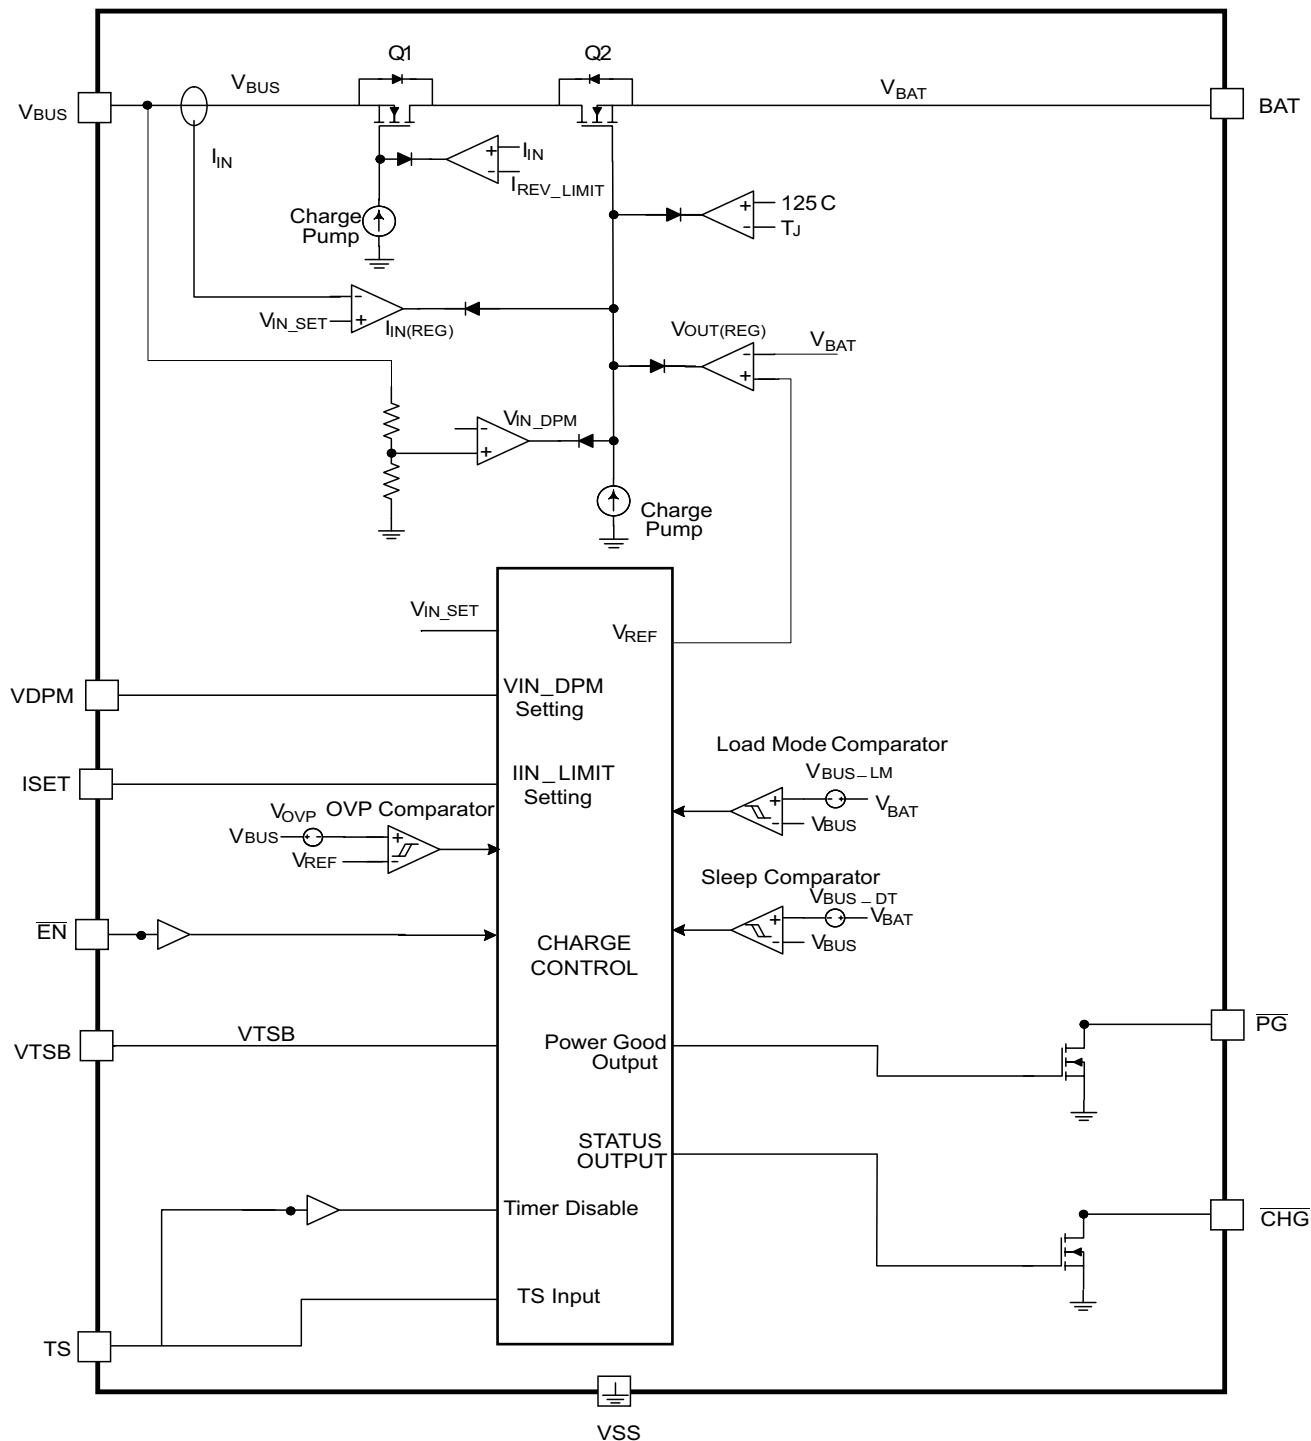 Q1
Q2
VBUS
VBAT
VBUS
BAT
IIN
IIN
IREV_LIMIT
125 C
TJ
Charge
Pump
VIN_SET
IIN(REG)
VOUT(REG)
VBAT
VIN_DPM
Charge
Pump
VIN_SET
VREF
VDPM
VIN_DPM
Setting
Load Mode Comparator
ISET
IIN_LIMIT
Setting
VBUS_LM
VBAT
VBUS
VOVP
OVP Comparator
VBUS
VREF
Sleep Comparator
VBUS_DT
VBAT
VBUS
EN
CHARGE
CONTROL
VTSB
VTSB
Power Good
Output
PG
STATUS
OUTPUT
Timer Disable
CHG
TS Input
TS
VSS